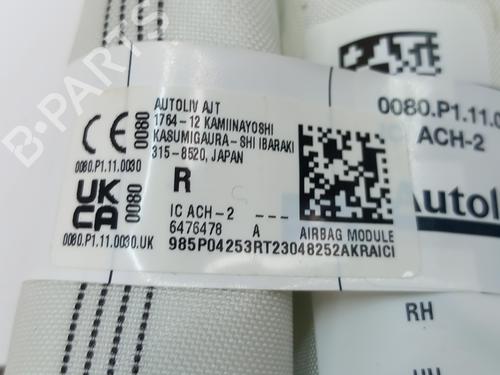 AUTOLIV AJT
1764-12 KAMIINAYOSHI
KASUMIGAURA-SHI IBARAKI
315-8520, JAPAN
CE 0080
0080.P1.11.0030
UK CA 0080
0080.P1.11.0030.UK
R
IC ACH-2 ---
6476478 A
AIRBAG MODULE
985P04253RT23048252AKRAICI
0080.P1.11.0
IC ACH-2
Autoli
RH
B-PARTS